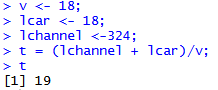 > v <- 18;
> lcar <- 18;
> lchannel <-324;
> t = (lchannel + lcar)/v;
> t
[1] 19